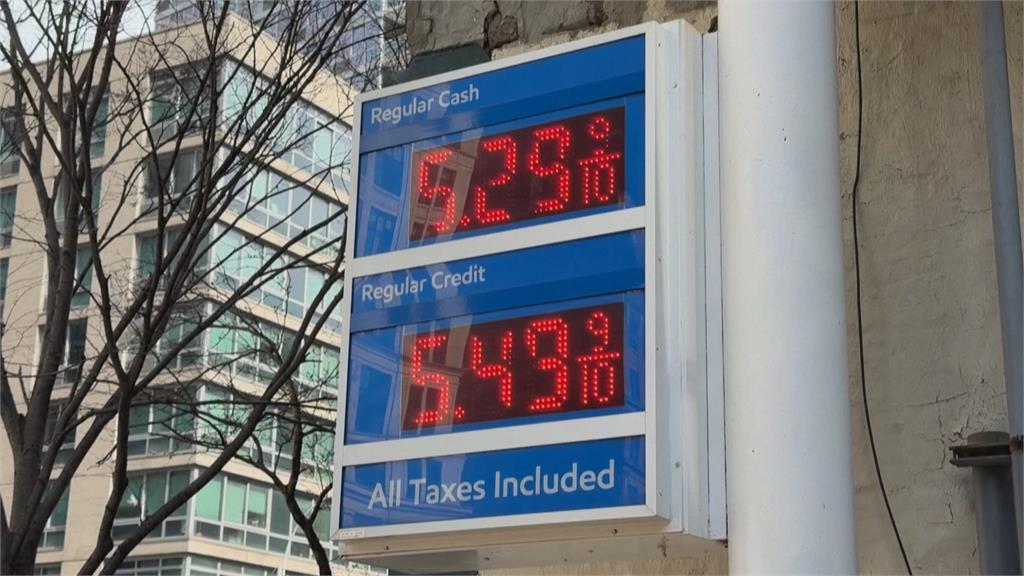 Regular Cash
5.29 9/10
Regular Credit
5.49 9/10
All Taxes Included